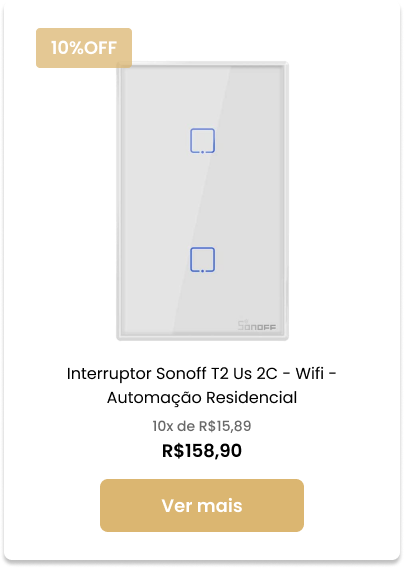 10%OFF
SonoFF
Interruptor Sonoff T2 Us 2C - Wifi -
Automação Residencial
10x de R$15,89
R$158,90
Ver mais